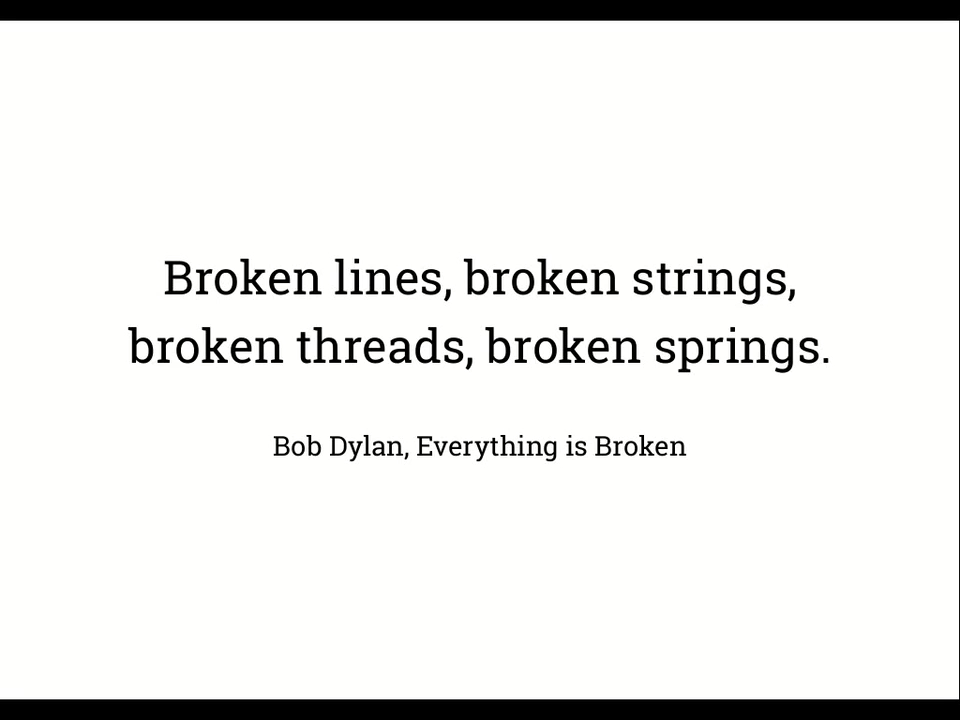 Broken lines, broken strings,
broken threads, broken springs.
Bob Dylan, Everything is Broken